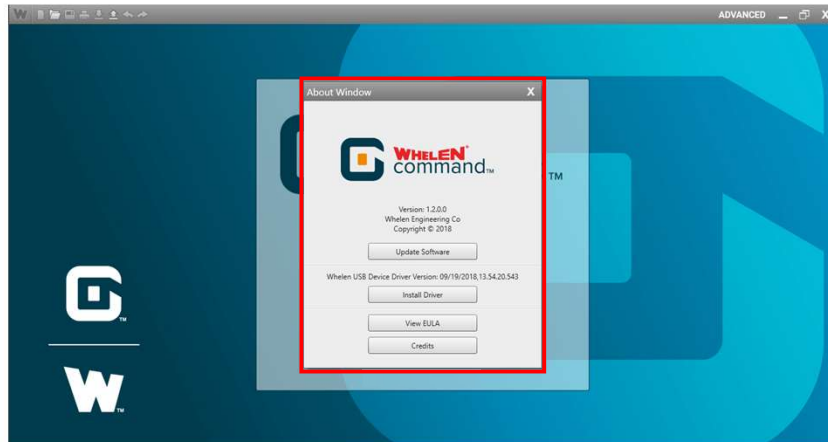 W ADVANCED X
About Window X
WHELEN®
command™
TM
Version: 1.2.0.0
Whelen Engineering Co
Copyright © 2018
Update Software
Whelen USB Device Driver Version: 09/19/2018,13.54.20.543
Install Driver
View EULA
Credits
TM
W TM